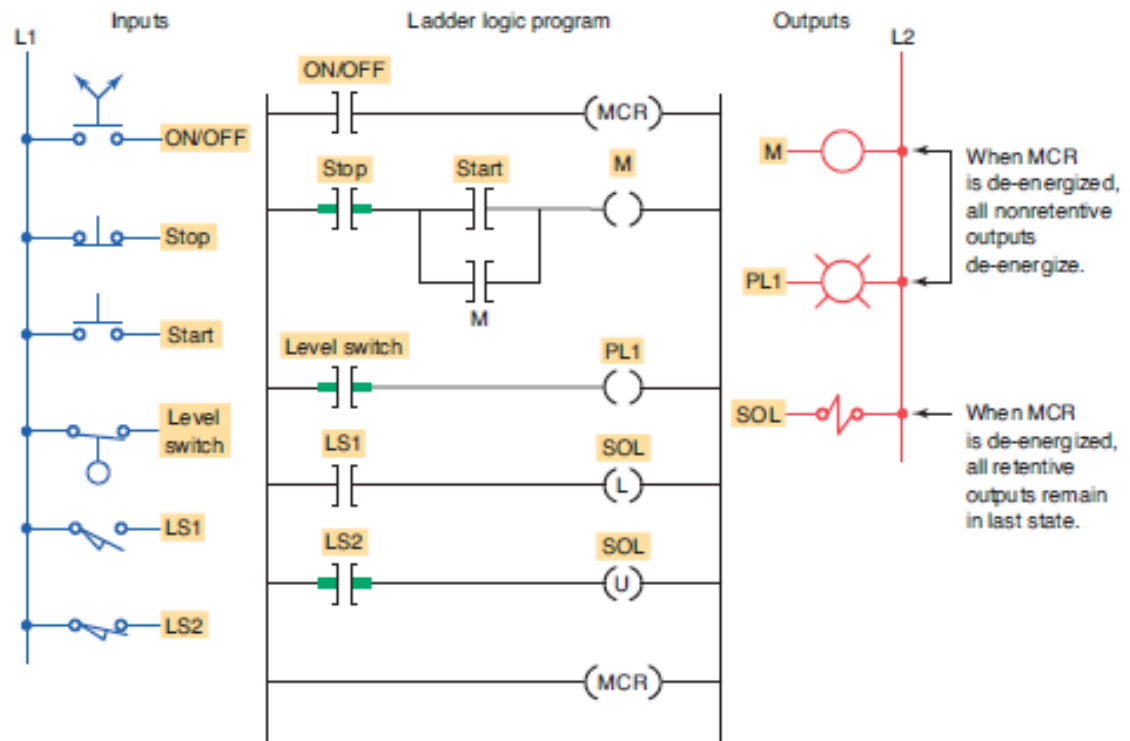 Inputs
Ladder logic program
Outputs
L1
L2
ON/OFF
Stop
Start
Level
switch
LS1
LS2
ON/OFF
MCR
Stop
Start
M
M
Level switch
PL1
LS1
SOL
L
LS2
SOL
U
MCR
M
PL1
SOL
When MCR
is de-energized,
all nonretentive
outputs
de-energize.
When MCR
is de-energized,
all retentive
outputs remain
in last state.